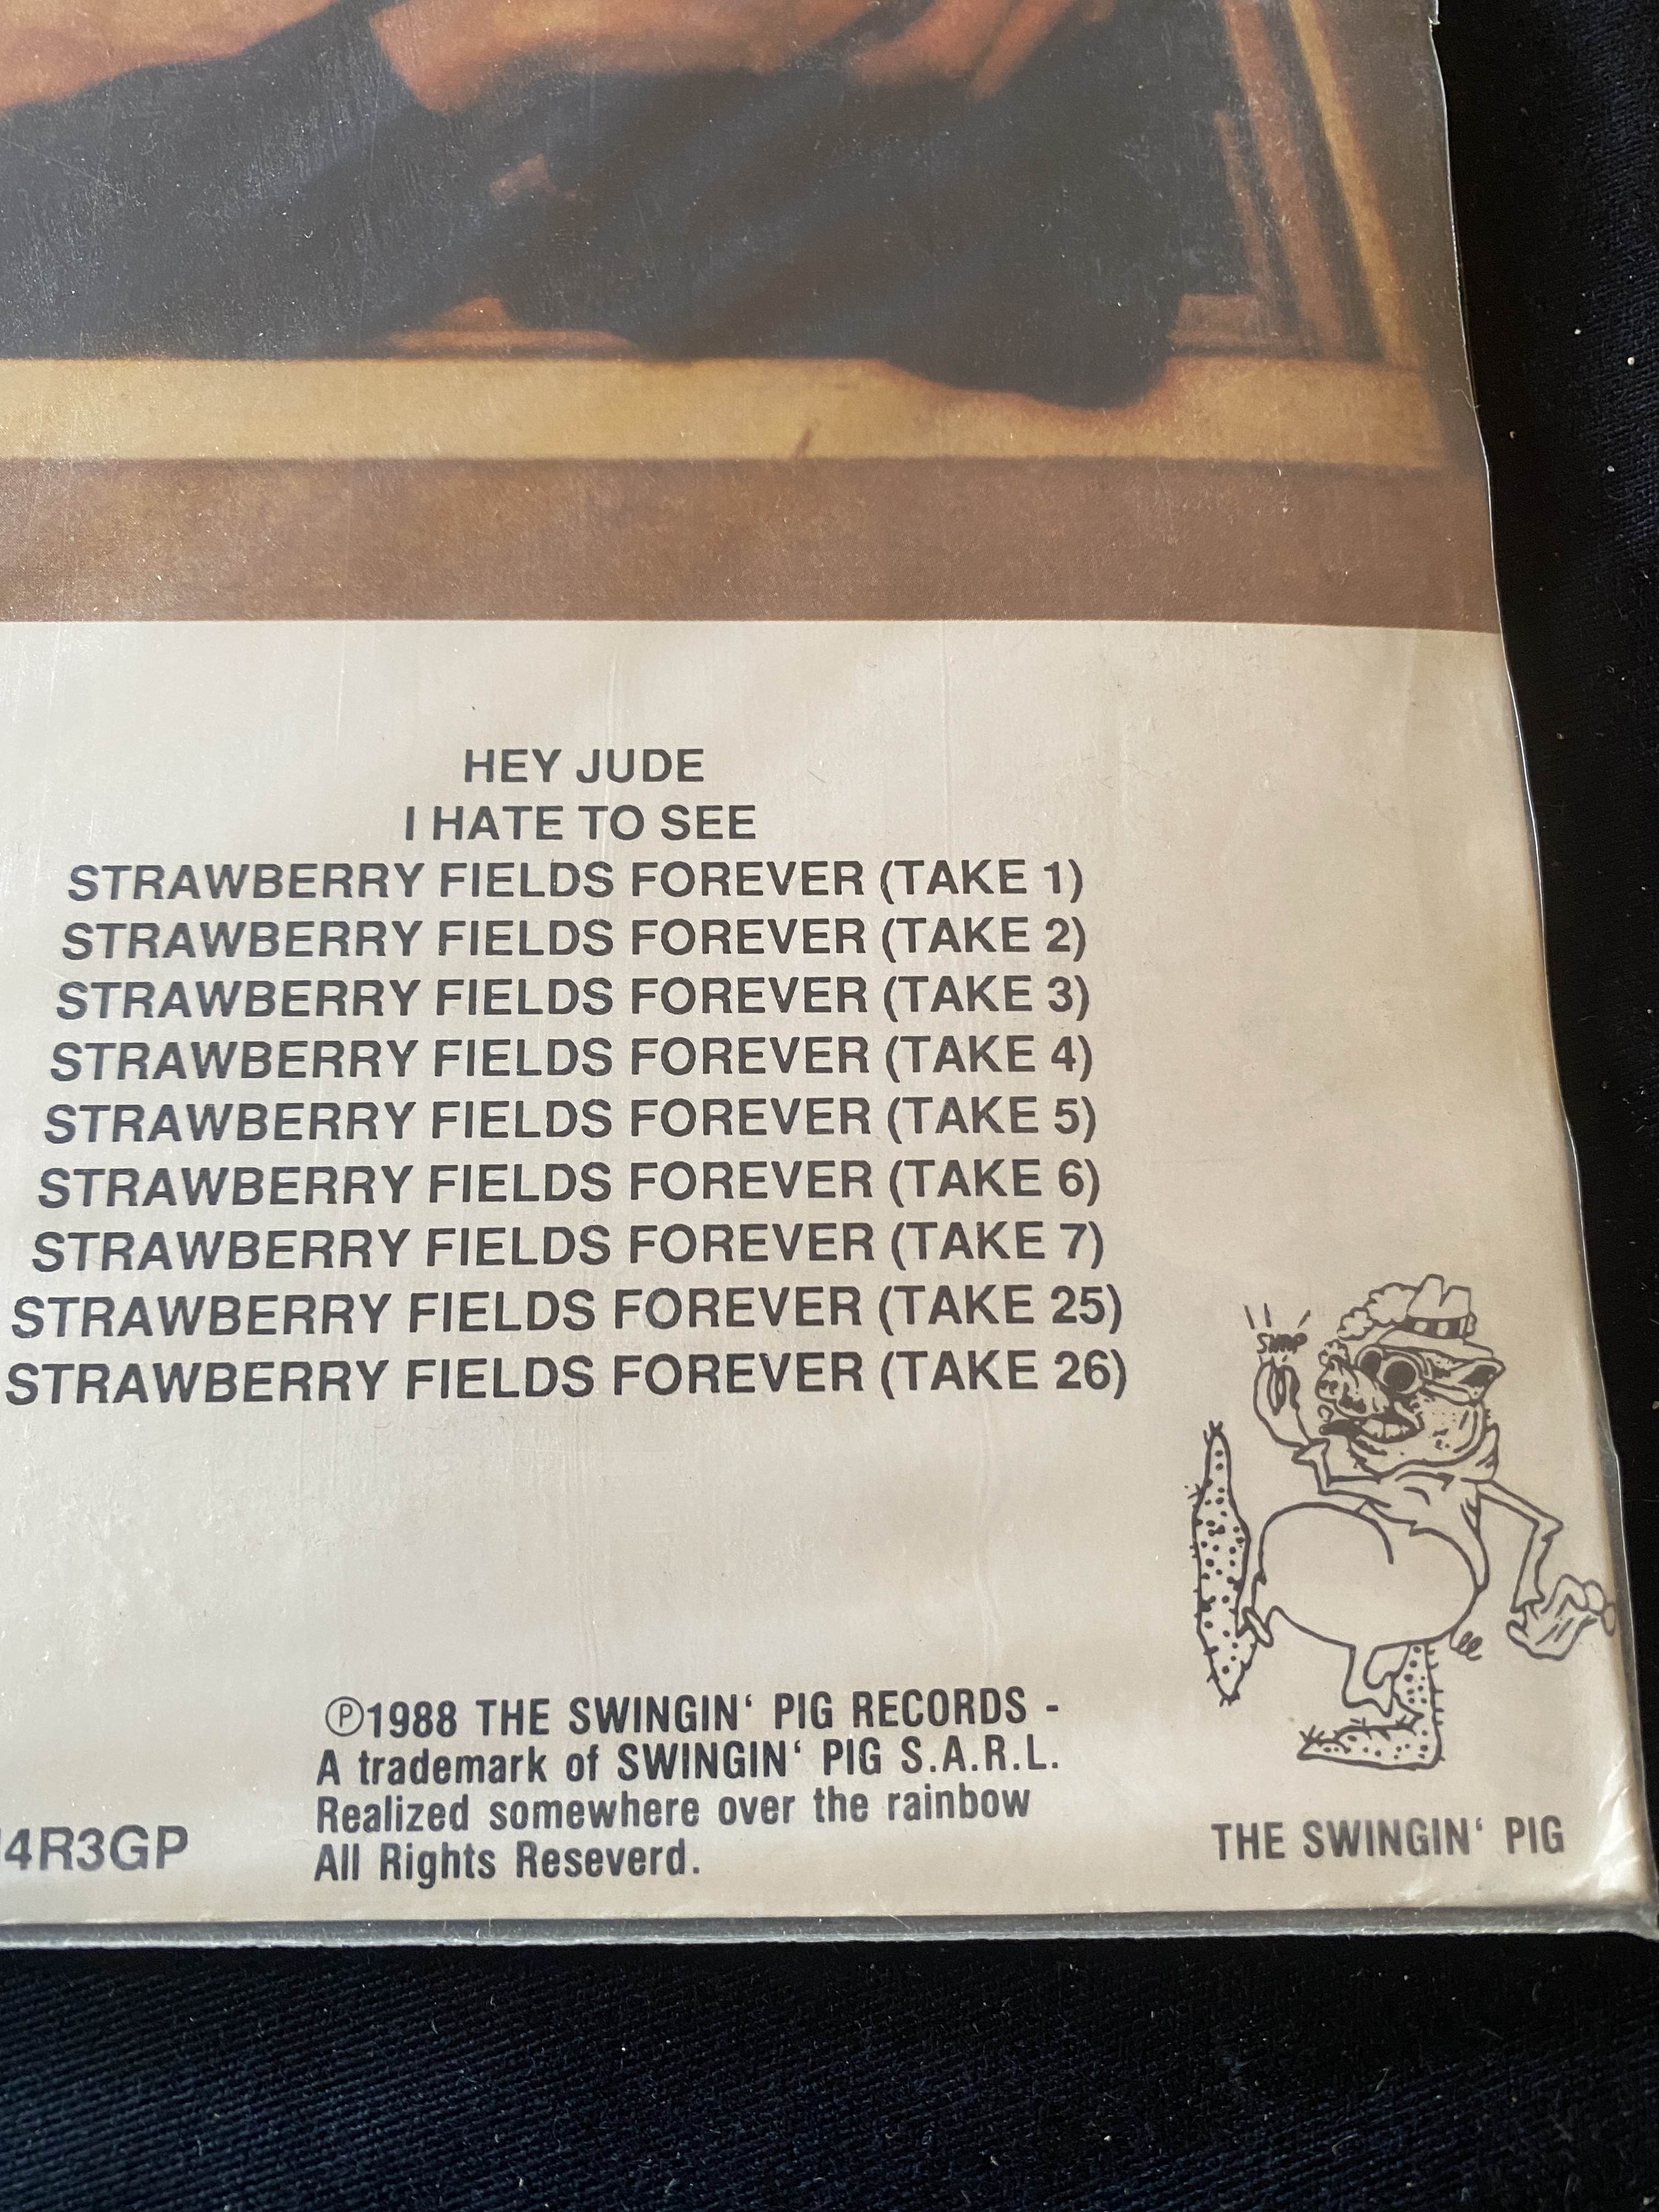 HEY JUDE
I HATE TO SEE
STRAWBERRY FIELDS FOREVER (TAKE 1)
STRAWBERRY FIELDS FOREVER (TAKE 2)
STRAWBERRY FIELDS FOREVER (TAKE 3)
STRAWBERRY FIELDS FOREVER (TAKE 4)
STRAWBERRY FIELDS FOREVER (TAKE 5)
STRAWBERRY FIELDS FOREVER (TAKE 6)
STRAWBERRY FIELDS FOREVER (TAKE 7)
STRAWBERRY FIELDS FOREVER (TAKE 25)
STRAWBERRY FIELDS FOREVER (TAKE 26)
℗1988 THE SWINGIN‘ PIG RECORDS -
A trademark of SWINGIN‘ PIG S.A.R.L.
Realized somewhere over the rainbow
All Rights Reseverd.
4R3GP
THE SWINGIN‘ PIG